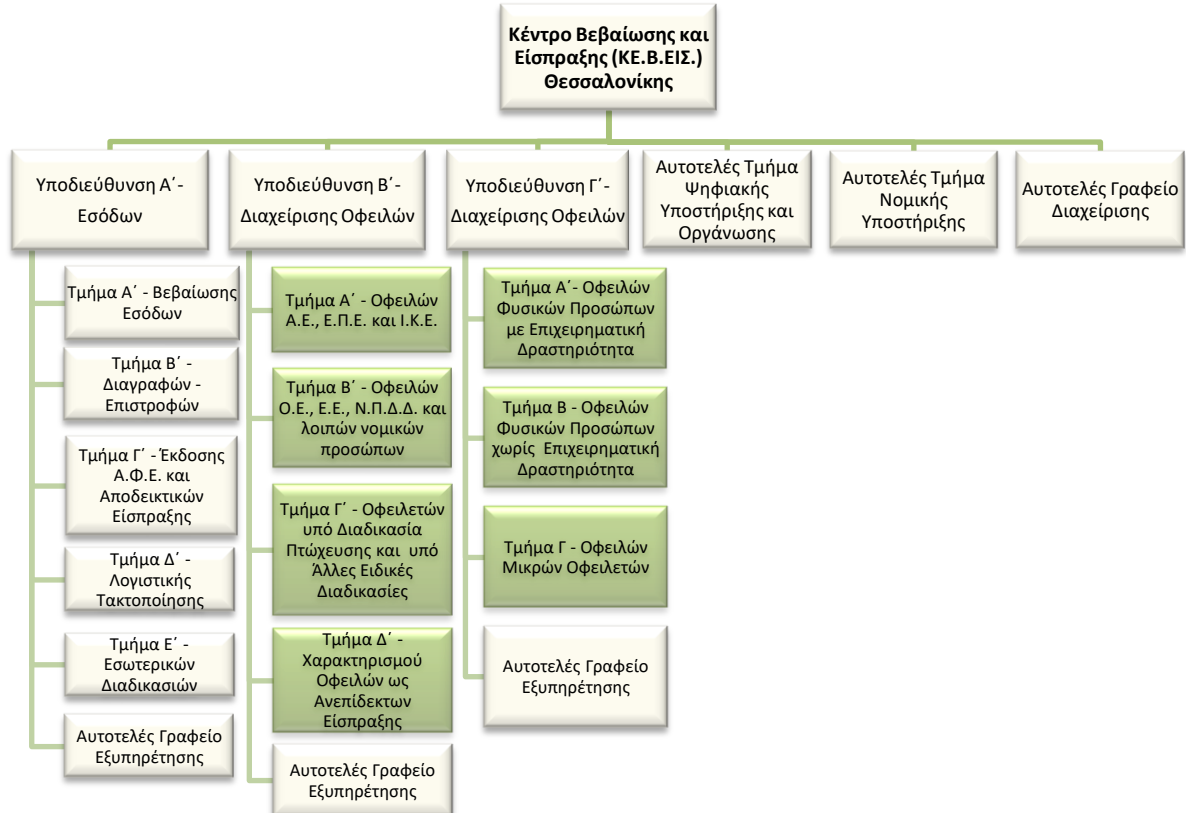 Κέντρο Βεβαίωσης και
Είσπραξης (ΚΕ.Β.ΕΙΣ.)
Θεσσαλονίκης
Υποδιεύθυνση Α΄-
Εσόδων
Υποδιεύθυνση Β΄-
Διαχείρισης Οφειλών
Υποδιεύθυνση Γ΄-
Διαχείρισης Οφειλών
Αυτοτελές Τμήμα
Ψηφιακής
Υποστήριξης και
Οργάνωσης
Αυτοτελές Τμήμα
Νομικής
Υποστήριξης
Αυτοτελές Γραφείο
Διαχείρισης
Τμήμα Α΄ - Βεβαίωσης
Εσόδων
Τμήμα Β΄ -
Διαγραφών -
Επιστροφών
Τμήμα Γ΄ - Έκδοσης
Α.Φ.Ε. και
Αποδεικτικών
Είσπραξης
Τμήμα Δ΄ -
Λογιστικής
Τακτοποίησης
Τμήμα Ε΄ -
Εσωτερικών
Διαδικασιών
Αυτοτελές Γραφείο
Εξυπηρέτησης
Τμήμα Α΄ - Οφειλών
Α.Ε., Ε.Π.Ε. και Ι.Κ.Ε.
Τμήμα Β΄ - Οφειλών
Ο.Ε., Ε.Ε., Ν.Π.Δ.Δ. και
λοιπών νομικών
προσώπων
Τμήμα Γ΄ - Οφειλετών
υπό Διαδικασία
Πτώχευσης και υπό
Άλλες Ειδικές
Διαδικασίες
Τμήμα Δ΄ -
Χαρακτηρισμού
Οφειλών ως
Ανεπίδεκτων
Είσπραξης
Αυτοτελές Γραφείο
Εξυπηρέτησης
Τμήμα Α΄- Οφειλών
Φυσικών Προσώπων
με Επιχειρηματική
Δραστηριότητα
Τμήμα Β - Οφειλών
Φυσικών Προσώπων
χωρίς Επιχειρηματική
Δραστηριότητα
Τμήμα Γ - Οφειλών
Μικρών Οφειλετών
Αυτοτελές Γραφείο
Εξυπηρέτησης